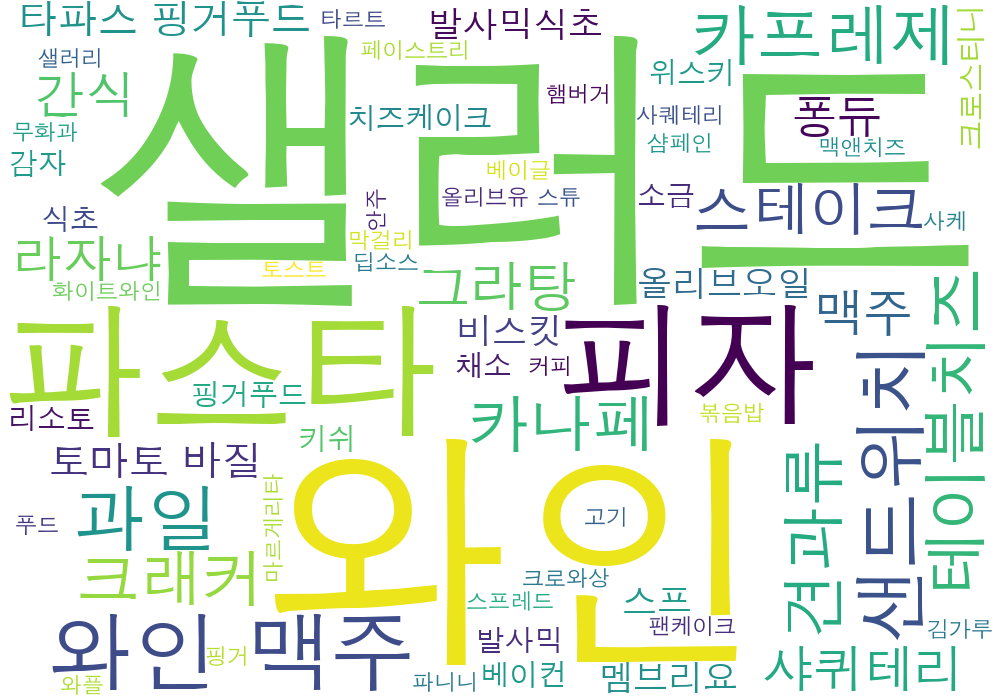 타파스 핑거푸드
타르트
발사믹식초
카프레제
크로스티니
샐러리
페이스트리
간식
샐러드
햄버거
위스키
퐁듀
치즈케이크
사퀘테리
무화과
샴페인
맥앤치즈
감자
베이글
올리브유
스튜
소금
스테이크
안주
식초
사케
막걸리
라자냐
토스트
딥소스
그라탕
올리브오일
화이트와인
맥주
테이블치즈
파스타
비스킷
피자
채소
커피
샌드위치
핑거푸드
리소토
카나페
볶음밥
키쉬
토마토 바질
와인
견과류
과일
마르게리타
푸드
고기
크래커
크로와상
스프레드
스프
와인 맥주
팬케이크
김가루
발사믹
핑거
샤퀴테리
와플
파니니
베이컨
멤브리요